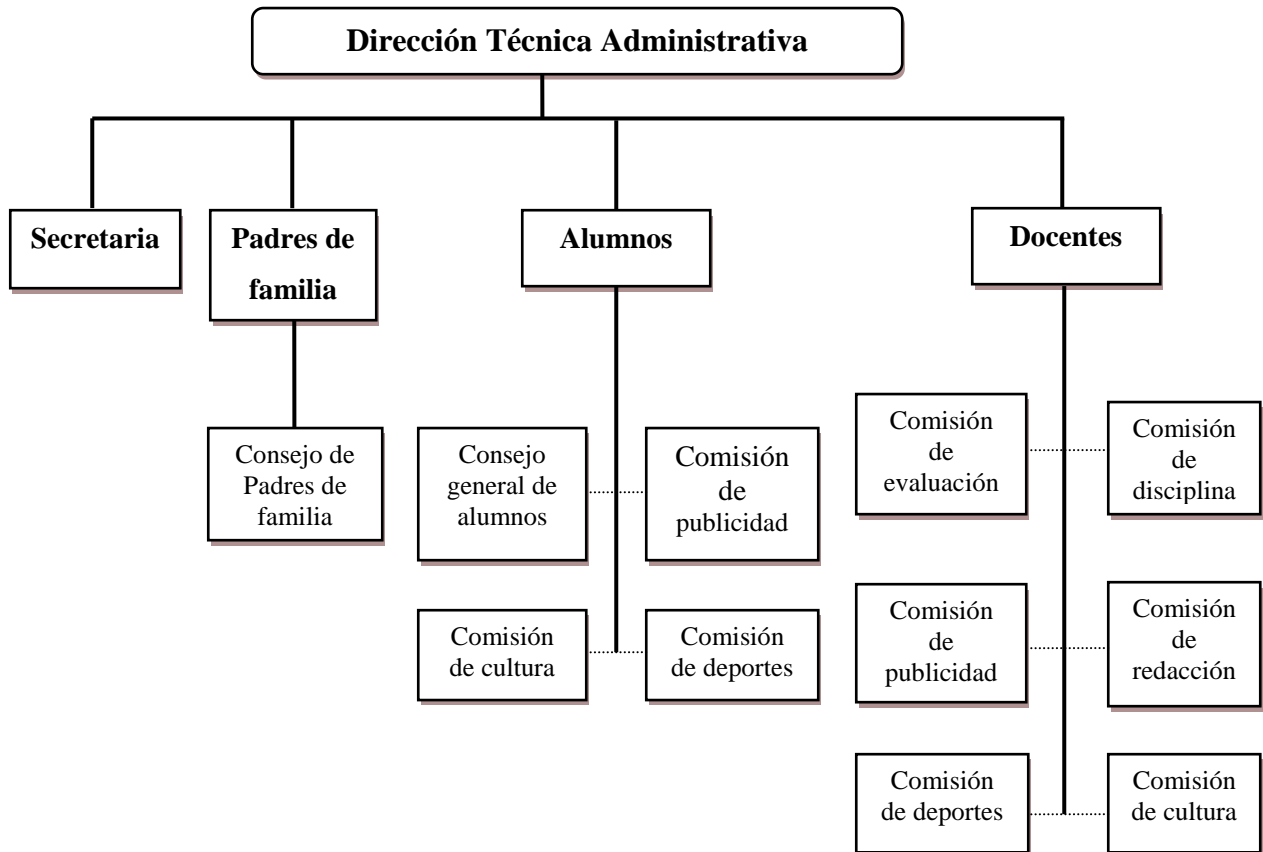 Dirección Técnica Administrativa
Secretaria
Padres de
familia
Alumnos
Docentes
Consejo de
Padres de
familia
Consejo
general de
alumnos
Comisión
de
publicidad
Comisión
de
evaluación
Comisión
de
disciplina
Comisión
de cultura
Comisión
de deportes
Comisión
de
publicidad
Comisión
de
redacción
Comisión
de deportes
Comisión
de cultura